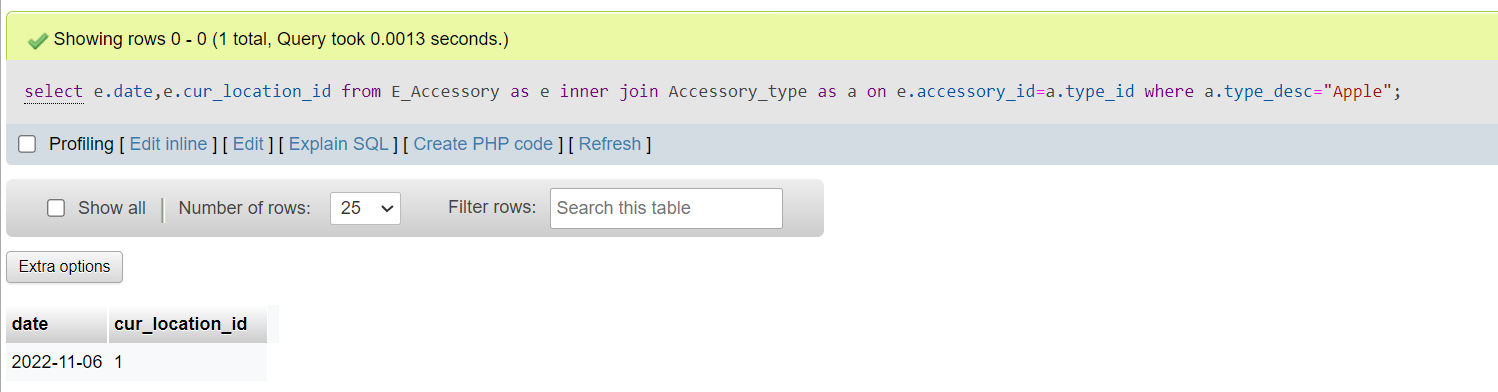 Showing rows 0 - 0 (1 total, Query took 0.0013 seconds.)
select e.date,e.cur_location_id from E_Accessory as e inner join Accessory_type as a on e.accessory_id=a.type_id where a.type_desc="Apple";
Profiling [ Edit inline ] [ Edit ] [ Explain SQL ] [ Create PHP code ] [ Refresh ]
Show all | Number of rows: 25 Filter rows: Search this table
Extra options
date cur_location_id
2022-11-06 1